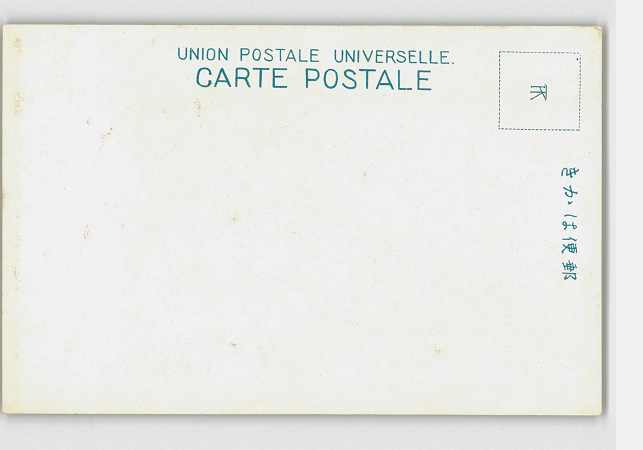 UNION POSTALE UNIVERSELLE.
CARTE POSTALE
郵便はかき